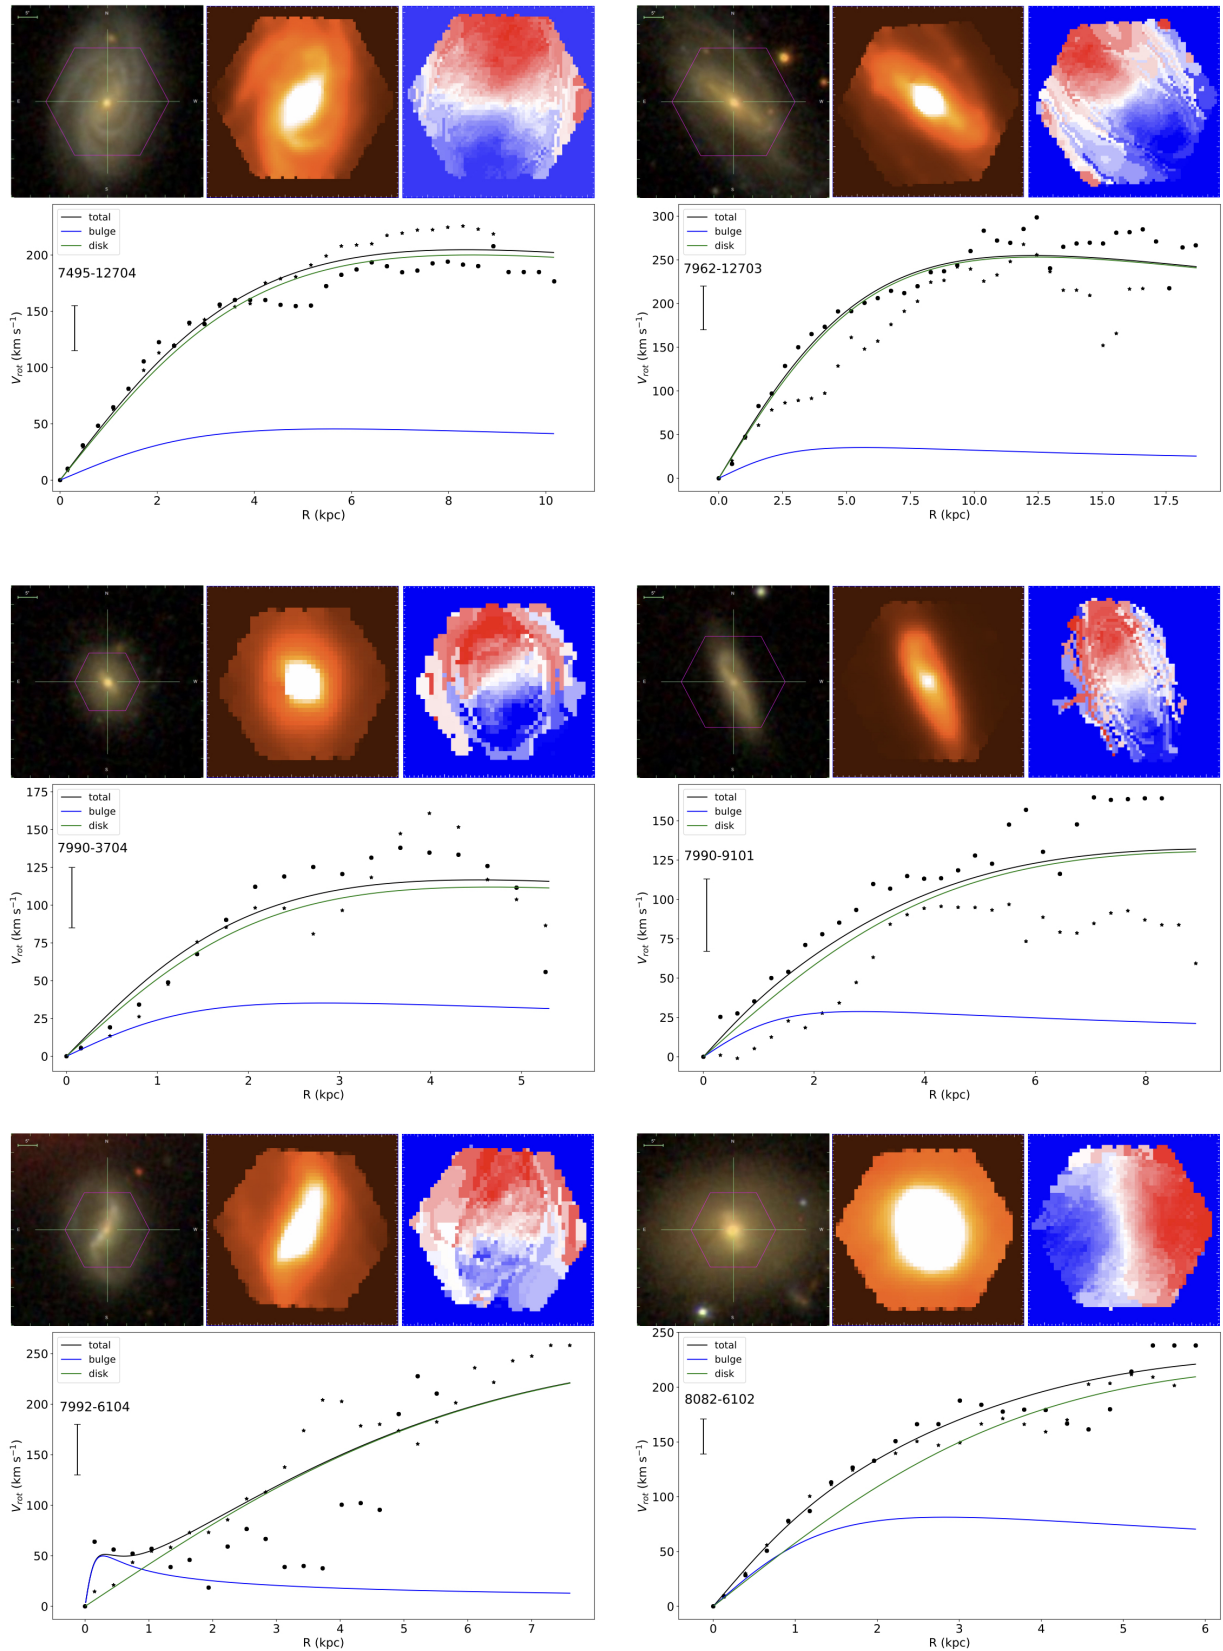 5"
N
E
W
S
5"
N
E
W
S
total
bulge
disk
7495-12704
V_rot (km s⁻¹)
200
150
100
50
0
0 2 4 6 8 10
R (kpc)
total
bulge
disk
7962-12703
V_rot (km s⁻¹)
300
250
200
150
100
50
0
0.0 2.5 5.0 7.5 10.0 12.5 15.0 17.5
R (kpc)
5"
N
E
W
S
5"
N
E
W
S
total
bulge
disk
7990-3704
V_rot (km s⁻¹)
175
150
125
100
75
50
25
0
0 1 2 3 4 5
R (kpc)
total
bulge
disk
7990-9101
V_rot (km s⁻¹)
150
125
100
75
50
25
0
0 2 4 6 8
R (kpc)
5"
N
E
W
S
5"
N
E
W
S
total
bulge
disk
7992-6104
V_rot (km s⁻¹)
250
200
150
100
50
0
0 1 2 3 4 5 6 7
R (kpc)
total
bulge
disk
8082-6102
V_rot (km s⁻¹)
250
200
150
100
50
0
0 1 2 3 4 5 6
R (kpc)